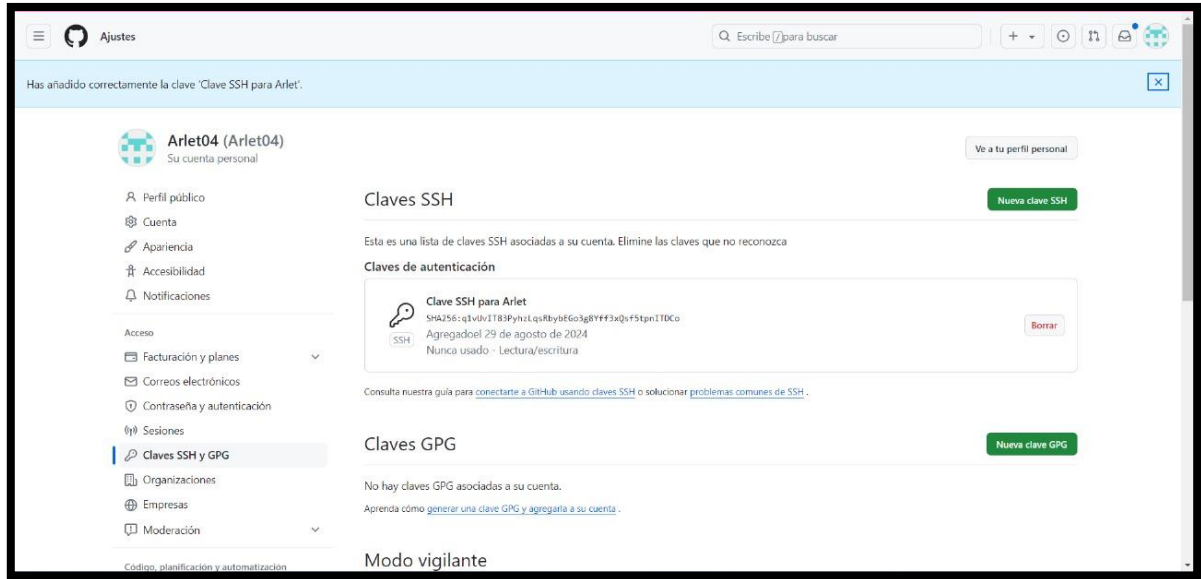 Ajustes
Escribe / para buscar
Has añadido correctamente la clave 'Clave SSH para Arlet'.
Arlet04 (Arlet04)
Su cuenta personal
Ve a tu perfil personal
Perfil público
Cuenta
Apariencia
Accesibilidad
Notificaciones
Acceso
Facturación y planes
Correos electrónicos
Contraseña y autenticación
Sesiones
Claves SSH y GPG
Organizaciones
Empresas
Moderación
Código, planificación y automatización
Claves SSH
Nueva clave SSH
Esta es una lista de claves SSH asociadas a su cuenta. Elimine las claves que no reconozca
Claves de autenticación
Clave SSH para Arlet
SSH
Agregadoel 29 de agosto de 2024
Nunca usado - Lectura/escritura
Borrar
Consulta nuestra guía para conectarte a GitHub usando claves SSH o solucionar problemas comunes de SSH .
Claves GPG
Nueva clave GPG
No hay claves GPG asociadas a su cuenta.
Aprenda cómo generar una clave GPG y agregarla a su cuenta .
Modo vigilante